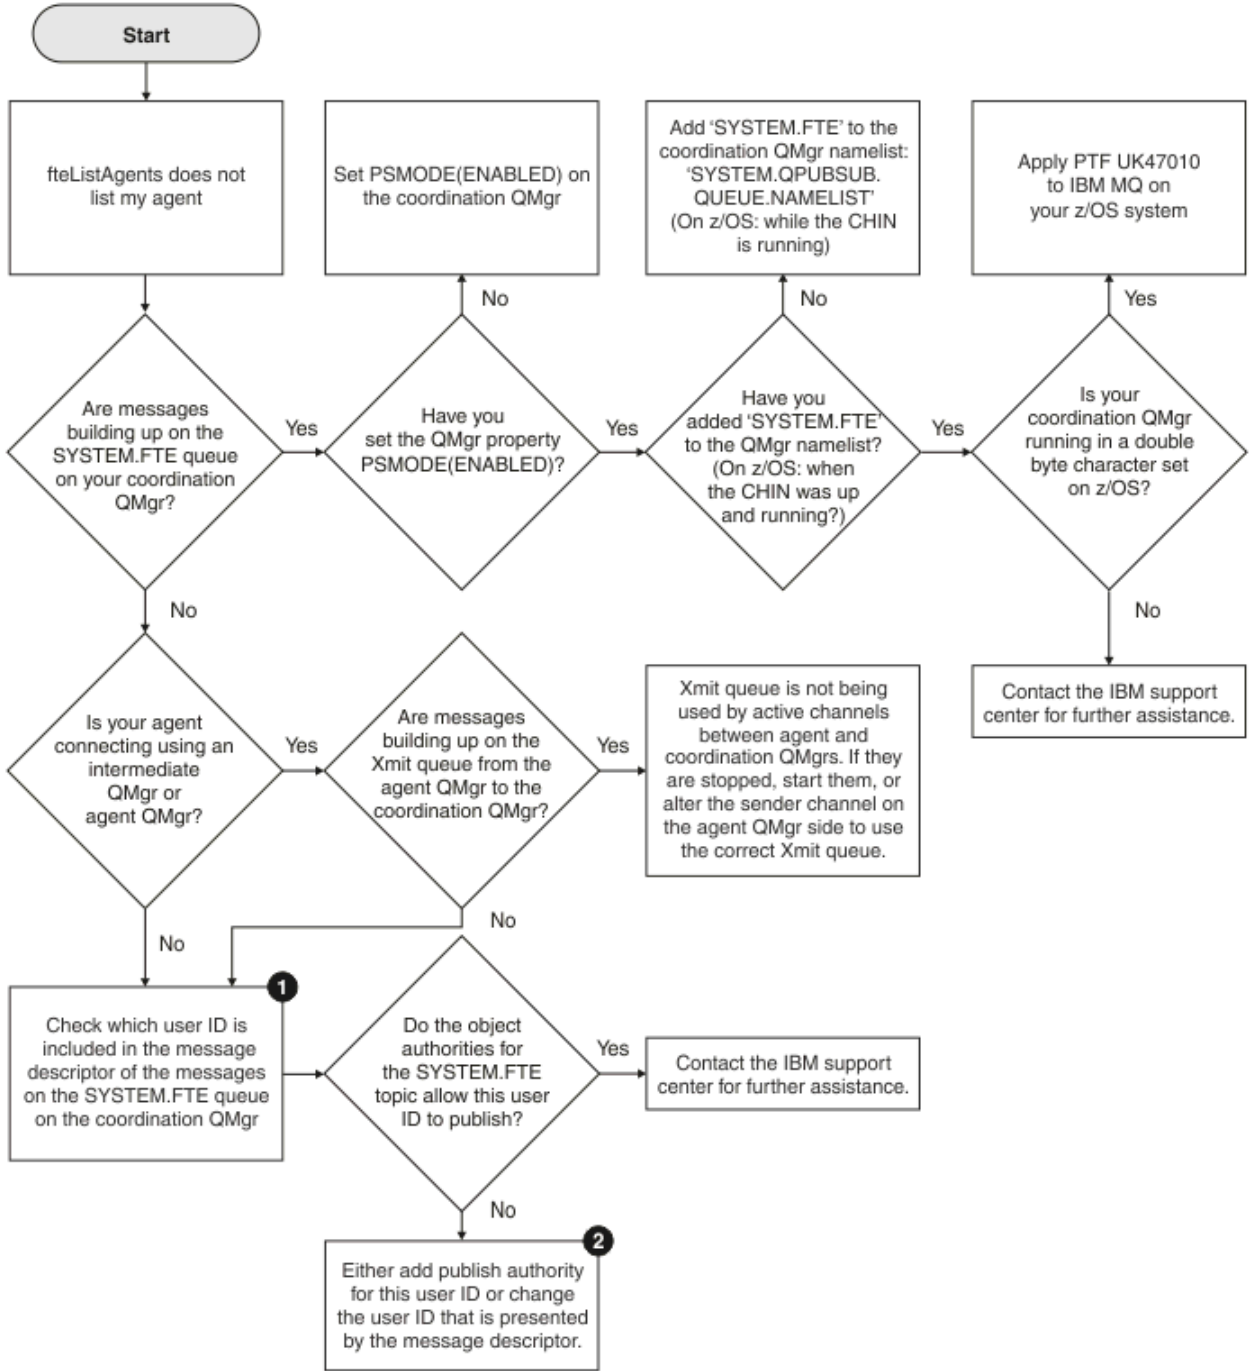 Start
fteListAgents does not
list my agent
Set PSMODE(ENABLED) on
the coordination QMgr
Add ‘SYSTEM.FTE’ to the
coordination QMgr namelist:
‘SYSTEM.QPUBSUB.
QUEUE.NAMELIST’
(On z/OS: while the CHIN
is running)
Apply PTF UK47010
to IBM MQ on
your z/OS system
No
No
Yes
Are messages
building up on the
SYSTEM.FTE queue
on your coordination
QMgr?
Yes
Have you
set the QMgr property
PSMODE(ENABLED)?
Yes
Have you
added ‘SYSTEM.FTE’
to the QMgr namelist?
(On z/OS: when
the CHIN was up
and running?)
Yes
Is your
coordination QMgr
running in a double
byte character set
on z/OS?
No
No
Is your agent
connecting using an
intermediate
QMgr or
agent QMgr?
Yes
Are messages
building up on the
Xmit queue from the
agent QMgr to the
coordination QMgr?
Yes
Xmit queue is not being
used by active channels
between agent and
coordination QMgrs. If they
are stopped, start them, or
alter the sender channel on
the agent QMgr side to use
the correct Xmit queue.
Contact the IBM support
center for further assistance.
No
No
1
Check which user ID is
included in the message
descriptor of the messages
on the SYSTEM.FTE queue
on the coordination QMgr
Do the object
authorities for
the SYSTEM.FTE
topic allow this user
ID to publish?
Yes
Contact the IBM support
center for further assistance.
No
2
Either add publish authority
for this user ID or change
the user ID that is presented
by the message descriptor.